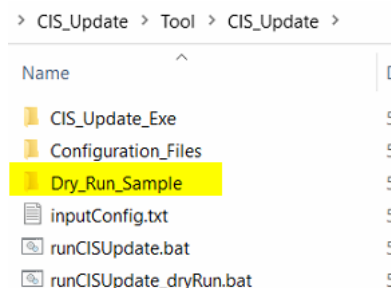 > CIS_Update > Tool > CIS_Update >
Name
CIS_Update_Exe
Configuration_Files
Dry_Run_Sample
inputConfig.txt
runCISUpdate.bat
runCISUpdate_dryRun.bat